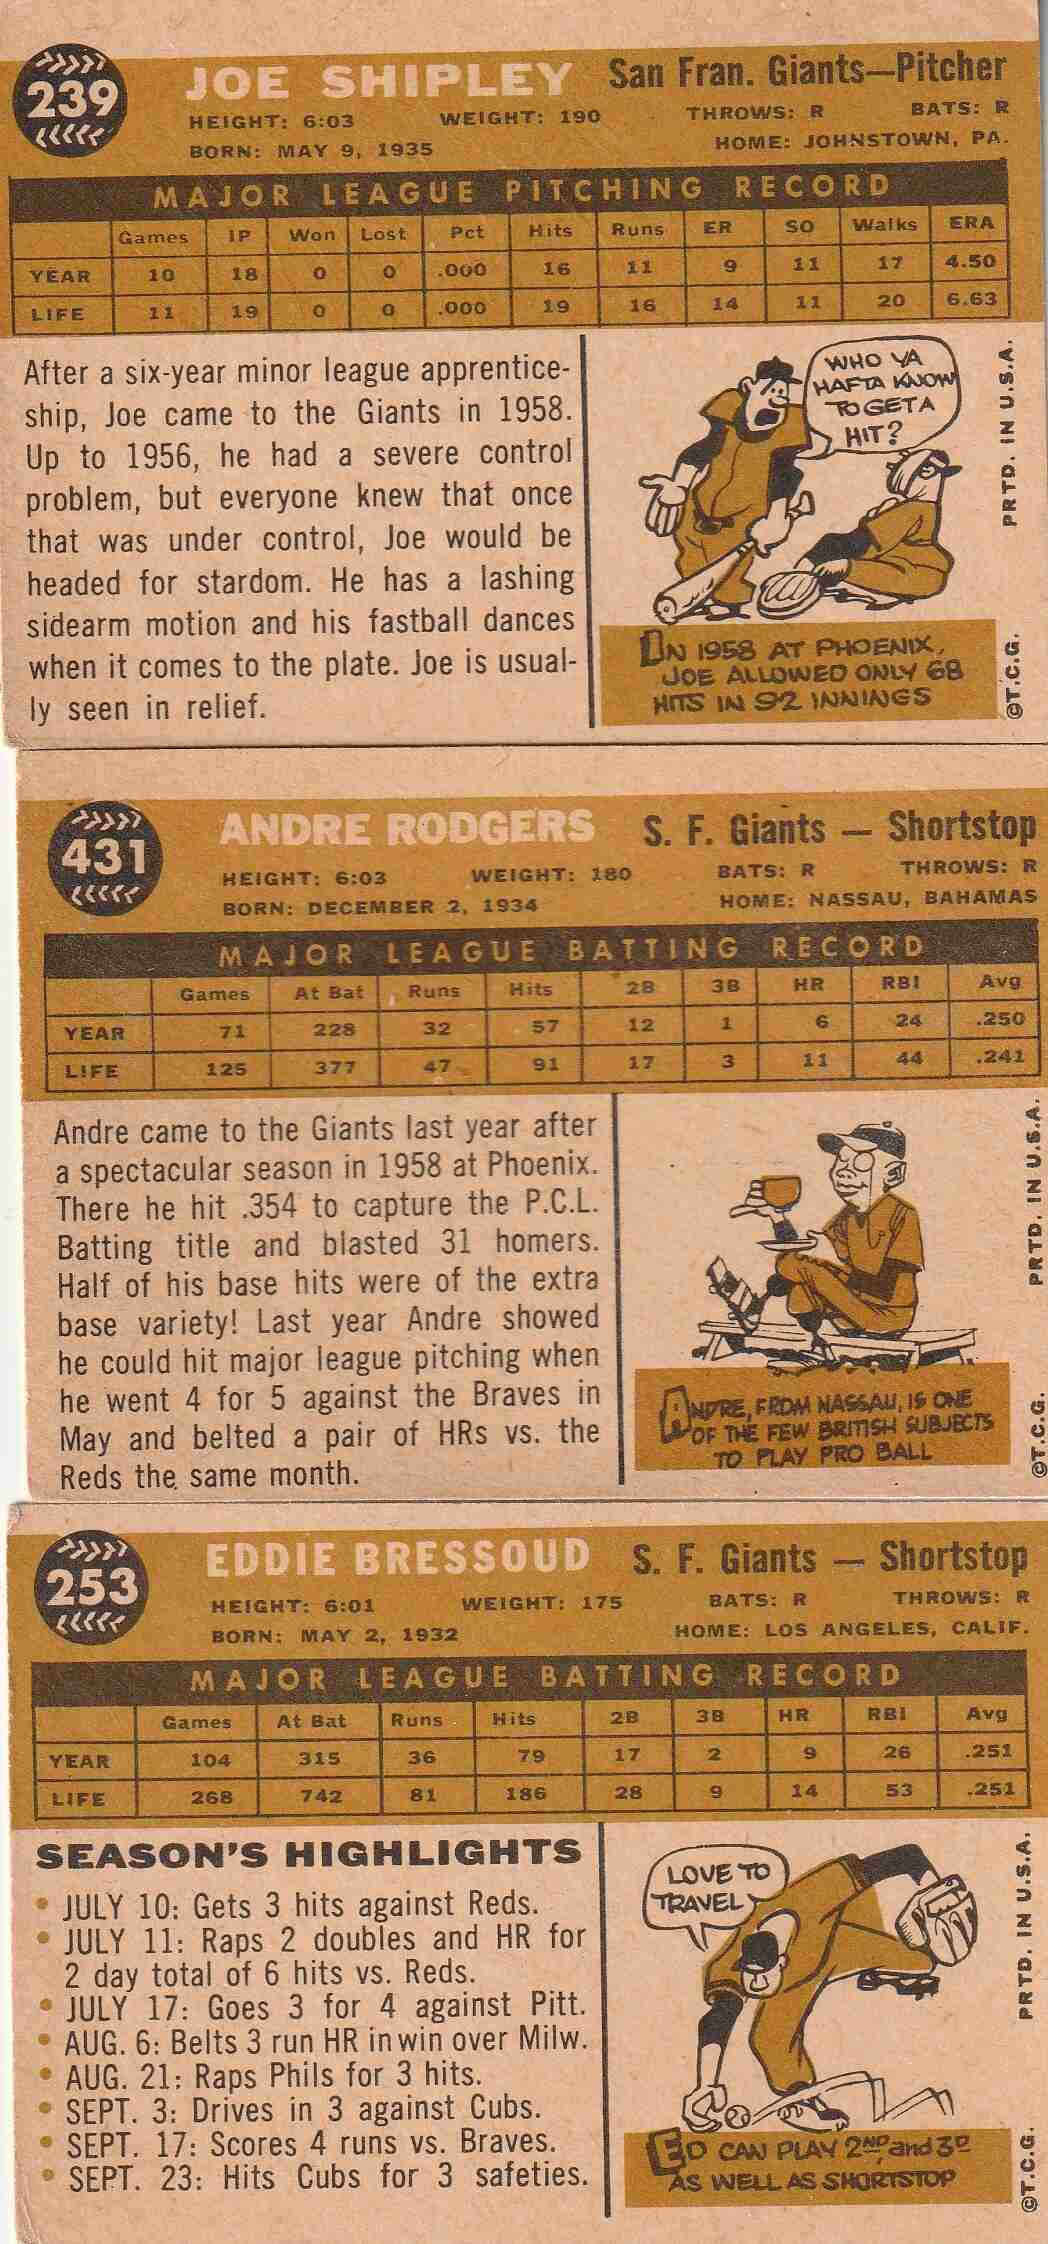 239
JOE SHIPLEY San Fran. Giants—Pitcher
HEIGHT: 6:03 WEIGHT: 190 THROWS: R BATS: R
BORN: MAY 9, 1935 HOME: JOHNSTOWN, PA.
MAJOR LEAGUE PITCHING RECORD
Games IP Won Lost Pct Hits Runs ER SO Walks ERA
YEAR 10 18 0 0 .000 16 11 9 11 17 4.50
LIFE 11 19 0 0 .000 19 16 14 11 20 6.63
After a six-year minor league apprentice-
ship, Joe came to the Giants in 1958.
Up to 1956, he had a severe control
problem, but everyone knew that once
that was under control, Joe would be
headed for stardom. He has a lashing
sidearm motion and his fastball dances
when it comes to the plate. Joe is usual-
ly seen in relief.
WHO YA
HAFTA KNOW
TO GET A
HIT?
IN 1958 AT PHOENIX,
JOE ALLOWED ONLY 68
HITS IN 92 INNINGS
©T.C.G. PRTD. IN U.S.A.
431
ANDRE RODGERS S. F. Giants — Shortstop
HEIGHT: 6:03 WEIGHT: 180 BATS: R THROWS: R
BORN: DECEMBER 2, 1934 HOME: NASSAU, BAHAMAS
MAJOR LEAGUE BATTING RECORD
Games At Bat Runs Hits 2B 3B HR RBI Avg
YEAR 71 228 32 57 12 1 6 24 .250
LIFE 125 377 47 91 17 3 11 44 .241
Andre came to the Giants last year after
a spectacular season in 1958 at Phoenix.
There he hit .354 to capture the P.C.L.
Batting title and blasted 31 homers.
Half of his base hits were of the extra
base variety! Last year Andre showed
he could hit major league pitching when
he went 4 for 5 against the Braves in
May and belted a pair of HRs vs. the
Reds the same month.
ANDRE, FROM NASSAU, IS ONE
OF THE FEW BRITISH SUBJECTS
TO PLAY PRO BALL
©T.C.G. PRTD. IN U.S.A.
253
EDDIE BRESSOUD S. F. Giants — Shortstop
HEIGHT: 6:01 WEIGHT: 175 BATS: R THROWS: R
BORN: MAY 2, 1932 HOME: LOS ANGELES, CALIF.
MAJOR LEAGUE BATTING RECORD
Games At Bat Runs Hits 2B 3B HR RBI Avg
YEAR 104 315 36 79 17 2 9 26 .251
LIFE 268 742 81 186 28 9 14 53 .251
SEASON'S HIGHLIGHTS
• JULY 10: Gets 3 hits against Reds.
• JULY 11: Raps 2 doubles and HR for
2 day total of 6 hits vs. Reds.
• JULY 17: Goes 3 for 4 against Pitt.
• AUG. 6: Belts 3 run HR in win over Milw.
• AUG. 21: Raps Phils for 3 hits.
• SEPT. 3: Drives in 3 against Cubs.
• SEPT. 17: Scores 4 runs vs. Braves.
• SEPT. 23: Hits Cubs for 3 safeties.
LOVE TO
TRAVEL
ED CAN PLAY 2ND and 3D
AS WELL AS SHORTSTOP
©T.C.G. PRTD. IN U.S.A.